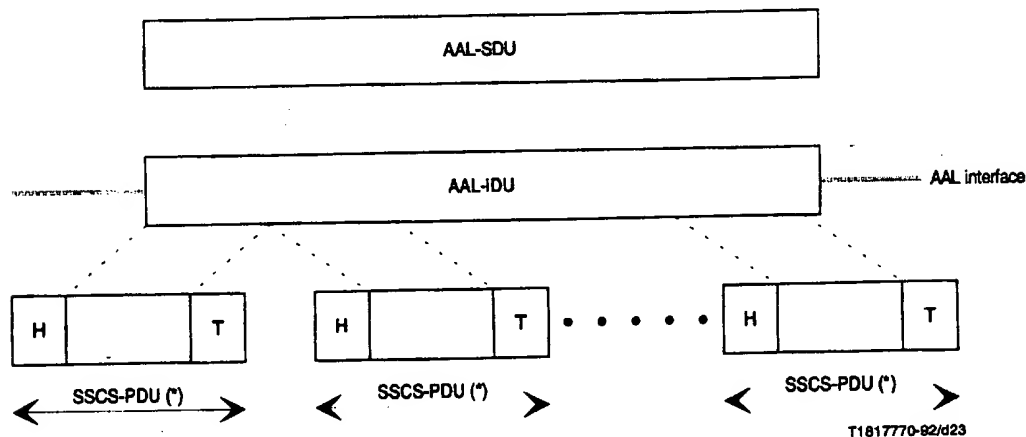 AAL-SDU
AAL-IDU
AAL interface
H T H T H T
SSCS-PDU (*) SSCS-PDU (*) SSCS-PDU (*)
T1817770-92/d23